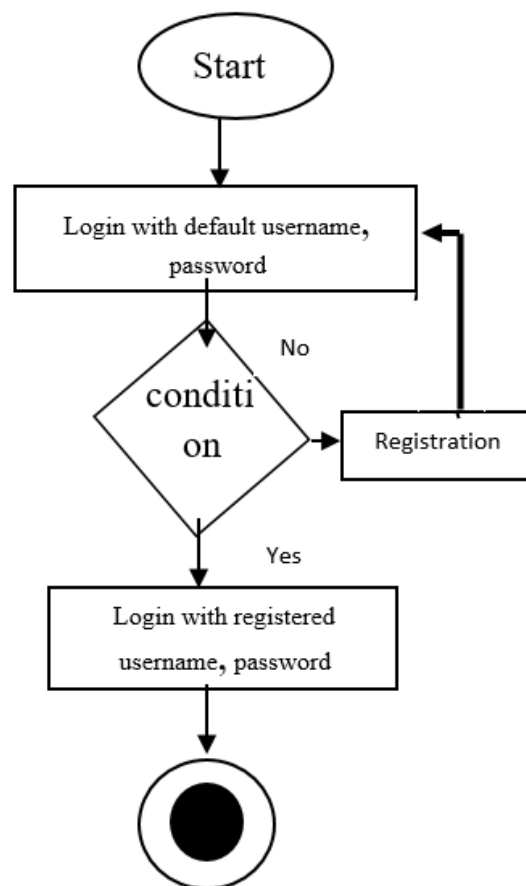 Start
Login with default username,
password
No
conditi
on
Registration
Yes
Login with registered
username, password